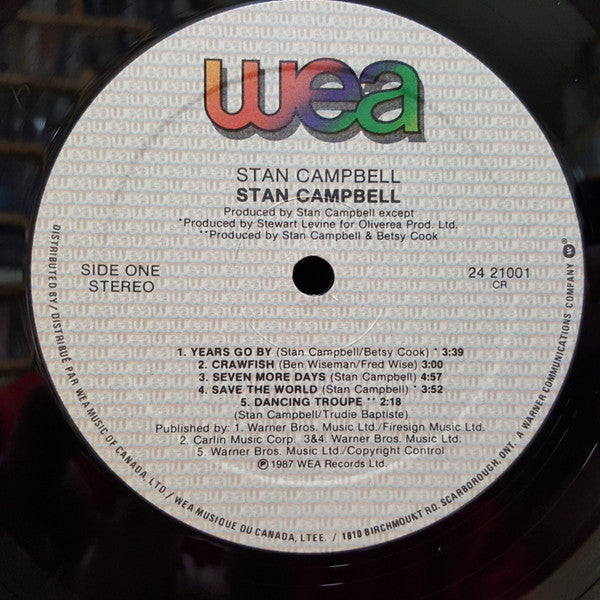 wea
STAN CAMPBELL
STAN CAMPBELL
Produced by Stan Campbell except
*Produced by Stewart Levine for Oliverea Prod. Ltd.
**Produced by Stan Campbell & Betsy Cook
SIDE ONE
STEREO
24 21001
CR
1. YEARS GO BY (Stan Campbell/Betsy Cook) * 3:39
2. CRAWFISH (Ben Wiseman/Fred Wise) 3:00
3. SEVEN MORE DAYS (Stan Campbell) 4:57
4. SAVE THE WORLD (Stan Campbell) * 3:52
5. DANCING TROUPE ** 2:18
(Stan Campbell/Trudie Baptiste)
Published by: 1. Warner Bros. Music Ltd./Firesign Music Ltd.
2. Carlin Music Corp. 3&4. Warner Bros. Music Ltd.
5. Warner Bros. Music Ltd./Copyright Control
℗ 1987 WEA Records Ltd.
DISTRIBUTED BY / DISTRIBUÉ PAR WEA MUSIC OF CANADA, LTD / WEA MUSIQUE DU CANADA, LTEE. / 1810 BIRCHMOUNT RD. SCARBOROUGH, ONT. A WARNER COMMUNICATIONS COMPANY ®